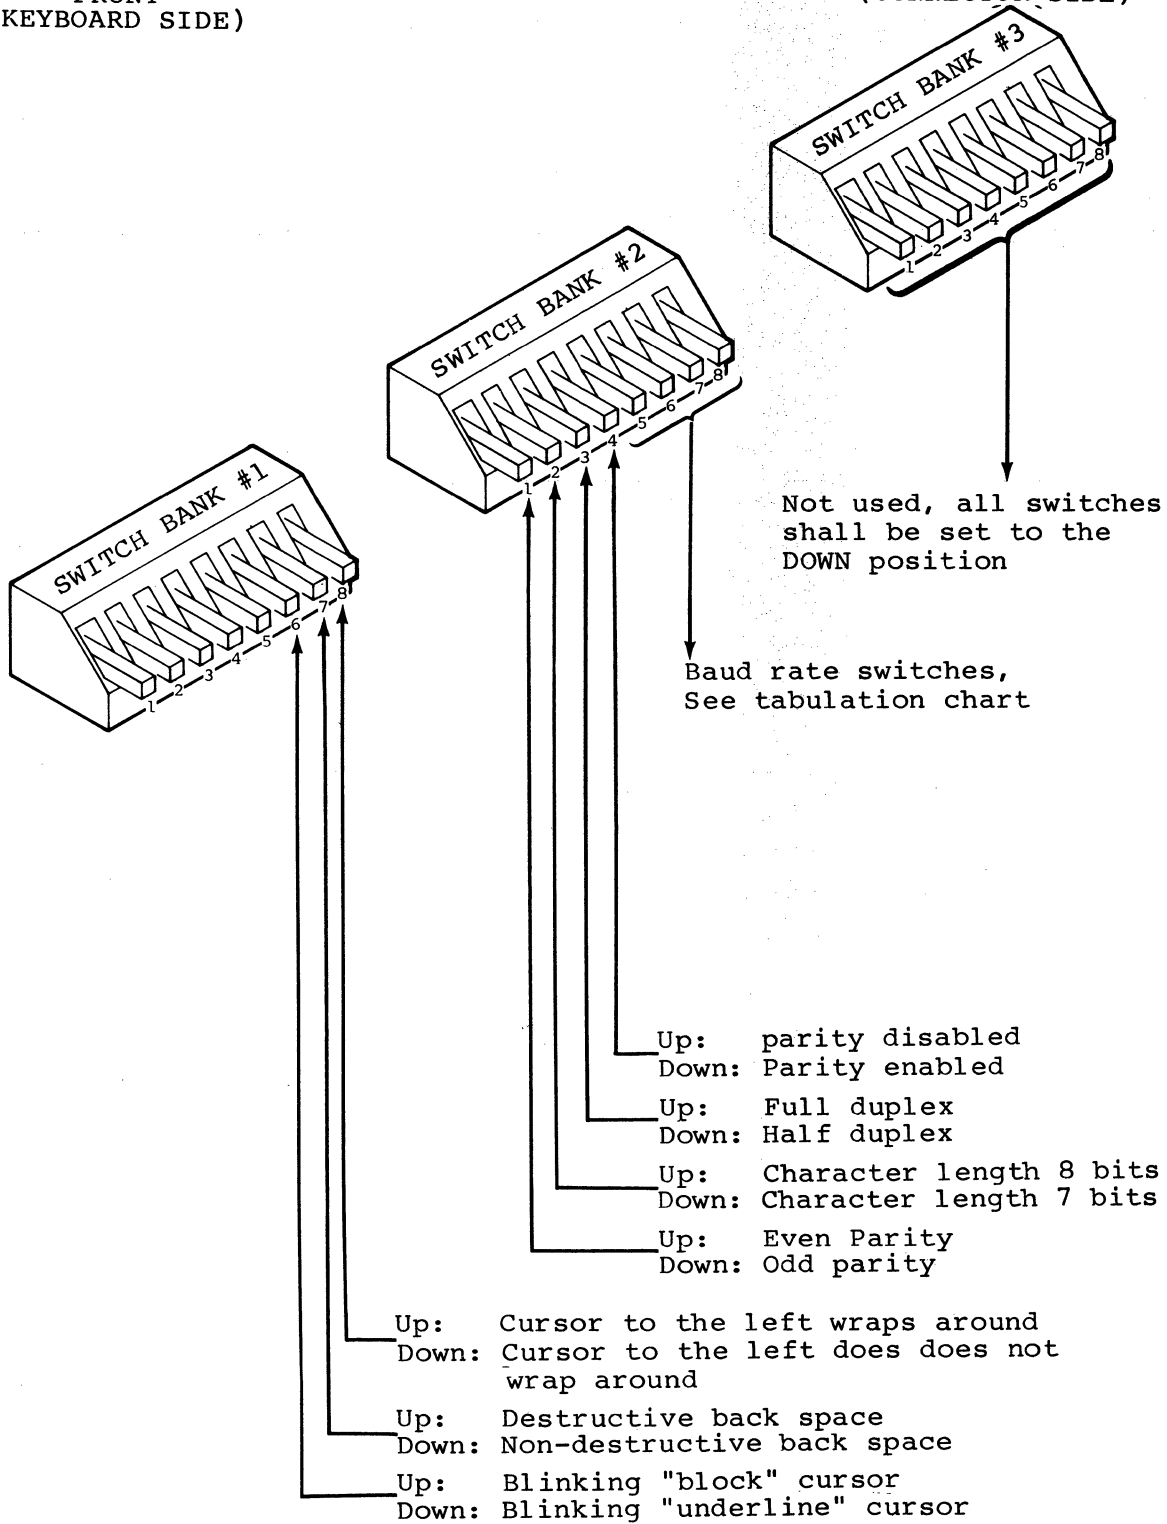 FRONT
KEYBOARD SIDE)
(CONNECTOR SIDE)
SWITCH BANK #3
1 2 3 4 5 6 7 8
SWITCH BANK #2
1 2 3 4 5 6 7 8
SWITCH BANK #1
1 2 3 4 5 6 7 8
Not used, all switches
shall be set to the
DOWN position
Baud rate switches,
See tabulation chart
Up: parity disabled
Down: Parity enabled
Up: Full duplex
Down: Half duplex
Up: Character length 8 bits
Down: Character length 7 bits
Up: Even Parity
Down: Odd parity
Up: Cursor to the left wraps around
Down: Cursor to the left does does not
wrap around
Up: Destructive back space
Down: Non-destructive back space
Up: Blinking "block" cursor
Down: Blinking "underline" cursor